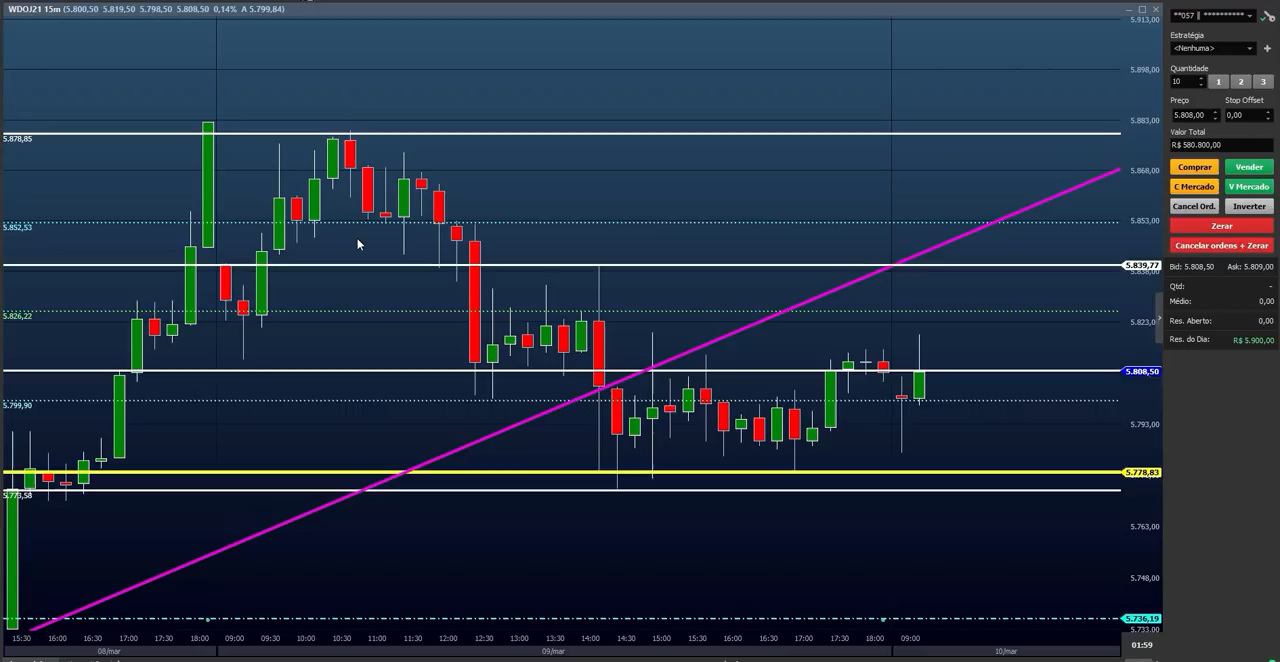 WDOJ21 15m (5.800,50 5.819,50 5.798,50 5.808,50 0,14% A 5.799,84)
5.913,00
5.898,00
5.883,00
5.878,85
5.868,00
5.853,00
5.852,53
5.839,77
5.826,22
5.823,00
5.808,50
5.799,90
5.793,00
5.778,83
5.773,58
5.763,00
5.748,00
5.736,19
5.733,00
15:30 16:00 16:30 17:00 17:30 18:00 09:00 09:30 10:00 10:30 11:00 11:30 12:00 12:30 13:00 13:30 14:00 14:30 15:00 15:30 16:00 16:30 17:00 17:30 18:00 09:00
08/mar 09/mar 10/mar
01:59
**057 || **********
Estratégia
<Nenhuma>
Quantidade
10 1 2 3
Preço Stop Offset
5.808,00 0,00
Valor Total
R$ 580.800,00
Comprar Vender
C Mercado V Mercado
Cancel Ord. Inverter
Zerar
Cancelar ordens + Zerar
Bid: 5.808,50 Ask: 5.809,00
Qtd: -
Médio: 0,00
Res. Aberto: 0,00
Res. do Dia: R$ 5.900,00